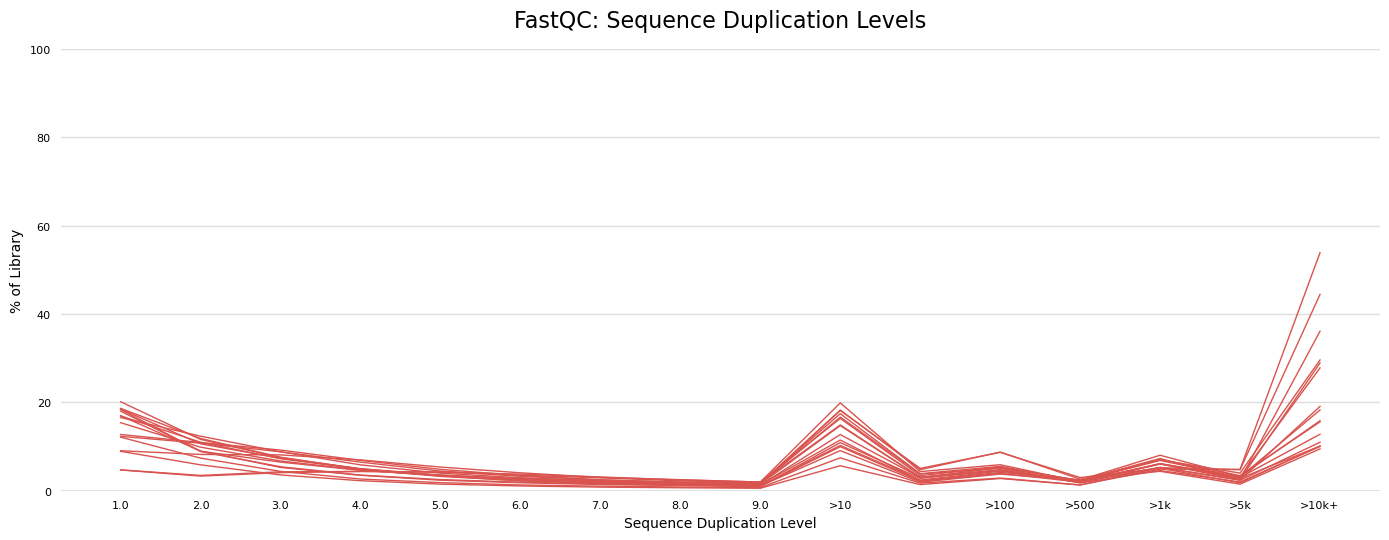 FastQC: Sequence Duplication Levels
100
80
60
40
20
0
% of Library
1.0 2.0 3.0 4.0 5.0 6.0 7.0 8.0 9.0 >10 >50 >100 >500 >1k >5k >10k+
Sequence Duplication Level